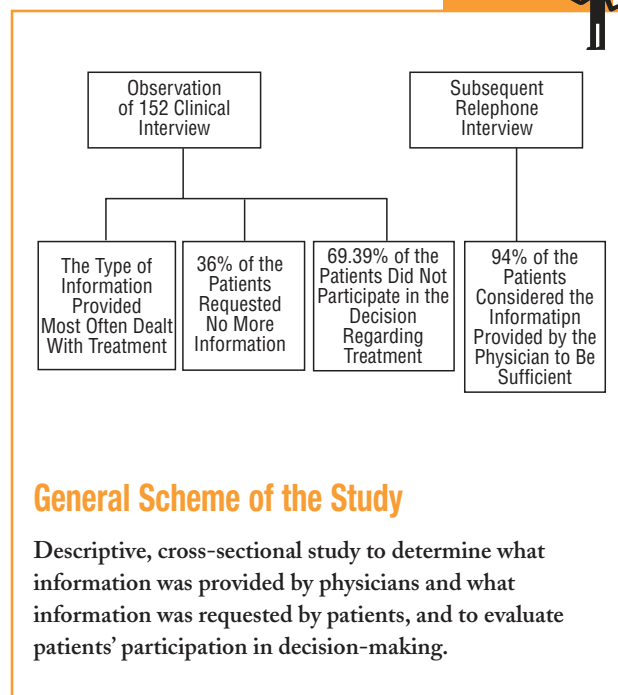 Observation
of 152 Clinical
Interview
Subsequent
Relephone
Interview
The Type of
Information
Provided
Most Often Dealt
With Treatment
36% of the
Patients
Requested
No More
Information
69.39% of the
Patients Did Not
Participate in the
Decision
Regarding
Treatment
94% of the
Patients
Considered the
Informatipn
Provided by the
Physician to Be
Sufficient
General Scheme of the Study
Descriptive, cross-sectional study to determine what
information was provided by physicians and what
information was requested by patients, and to evaluate
patients’ participation in decision-making.